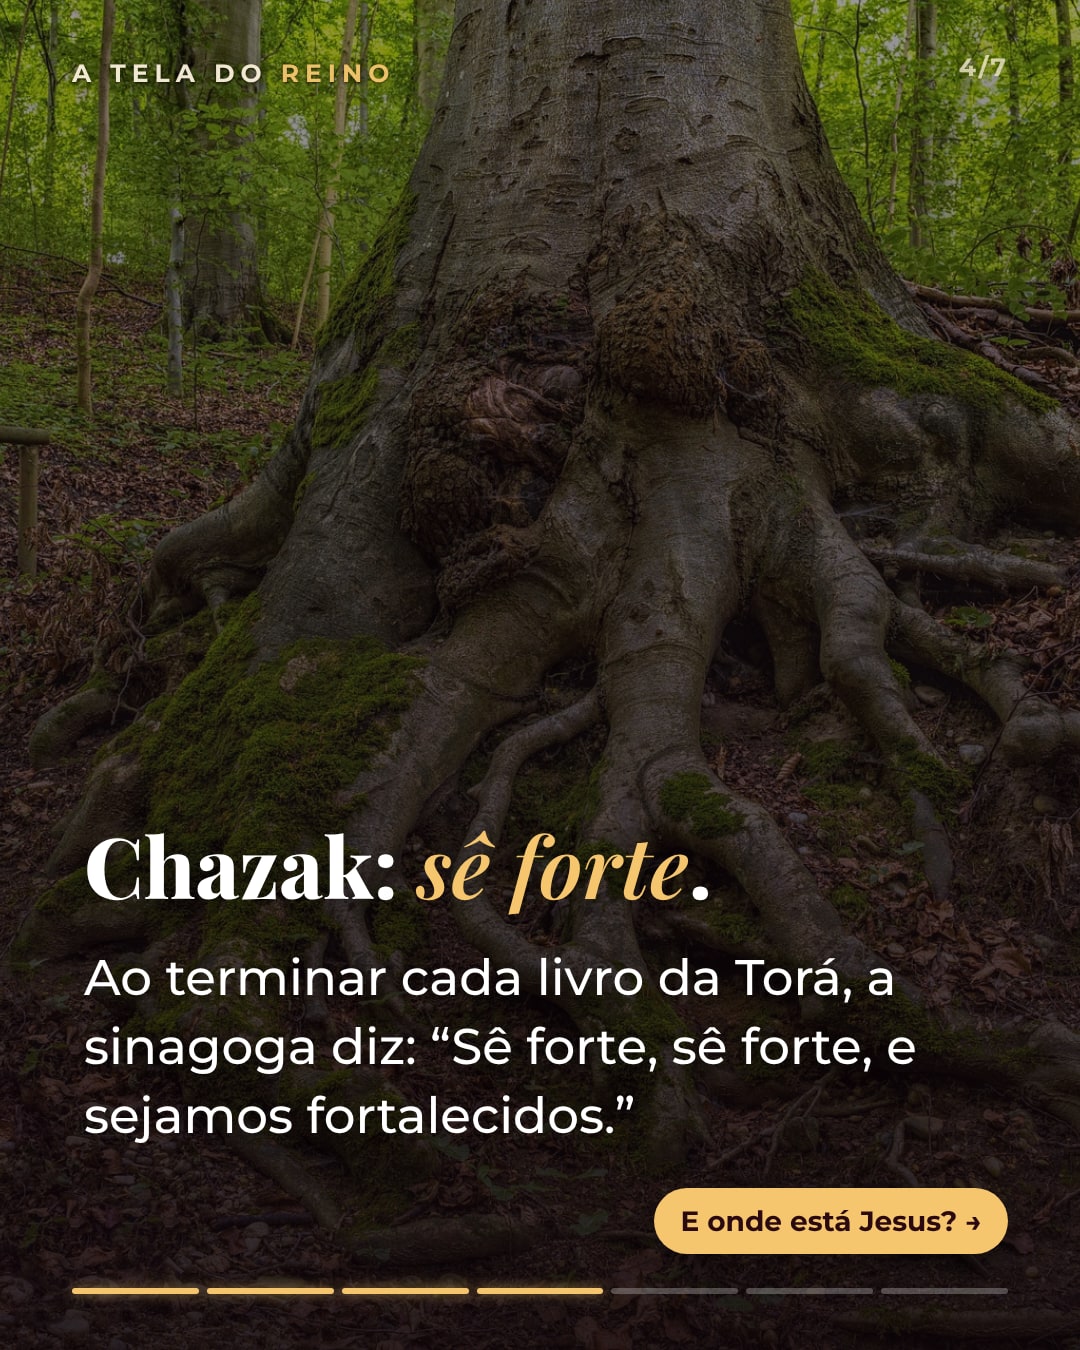 A TELA DO REINO
4/7
Chazak: sê forte.
Ao terminar cada livro da Torá, a
sinagoga diz: “Sê forte, sê forte, e
sejamos fortalecidos.”
E onde está Jesus? →